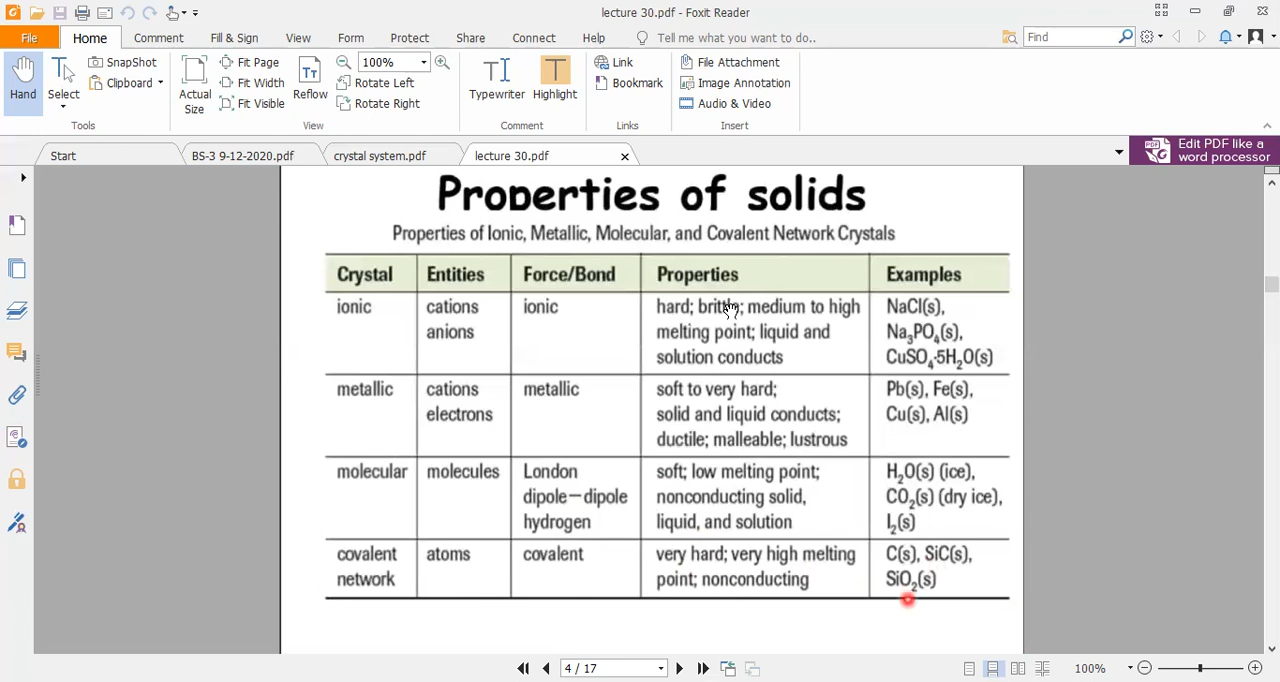 lecture 30.pdf - Foxit Reader
File Home Comment Fill & Sign View Form Protect Share Connect Help Tell me what you want to do.. Find
Hand
Select
SnapShot
Clipboard
Tools
Actual Size
Fit Page
Fit Width
Fit Visible
Reflow
100%
Rotate Left
Rotate Right
View
Typewriter
Highlight
Comment
Link
Bookmark
Links
File Attachment
Image Annotation
Audio & Video
Insert
Start BS-3 9-12-2020.pdf crystal system.pdf lecture 30.pdf
Edit PDF like a
word processor
Properties of solids
Properties of Ionic, Metallic, Molecular, and Covalent Network Crystals
Crystal Entities Force/Bond Properties Examples
ionic cations ionic hard; brittle; medium to high NaCl(s),
anions melting point; liquid and Na₃PO₄(s),
solution conducts CuSO₄·5H₂O(s)
metallic cations metallic soft to very hard; Pb(s), Fe(s),
electrons solid and liquid conducts; Cu(s), Al(s)
ductile; malleable; lustrous
molecular molecules London soft; low melting point; H₂O(s) (ice),
dipole–dipole nonconducting solid, CO₂(s) (dry ice),
hydrogen liquid, and solution I₂(s)
covalent atoms covalent very hard; very high melting C(s), SiC(s),
network point; nonconducting SiO₂(s)
4 / 17 100%